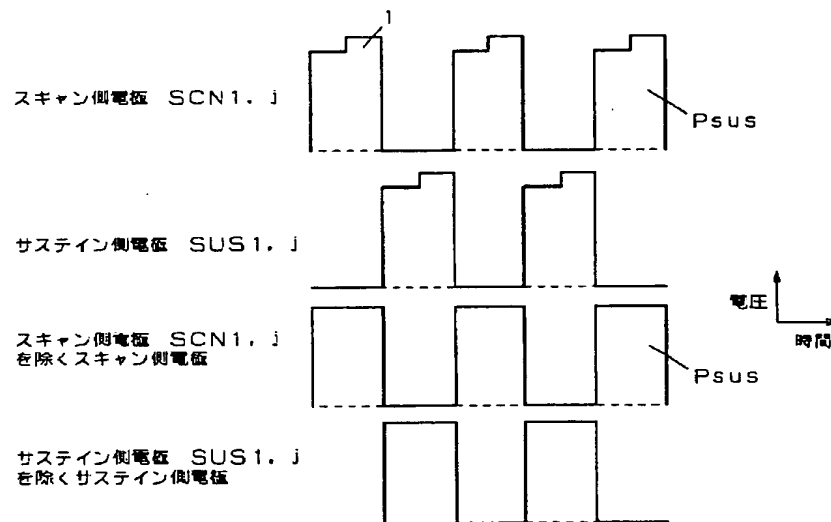 1
スキャン側電極 SCN1. j
Psus
サステイン側電極 SUS1. j
電圧
時間
スキャン側電極 SCN1. j
を除くスキャン側電極
Psus
サステイン側電極 SUS1. j
を除くサステイン側電極